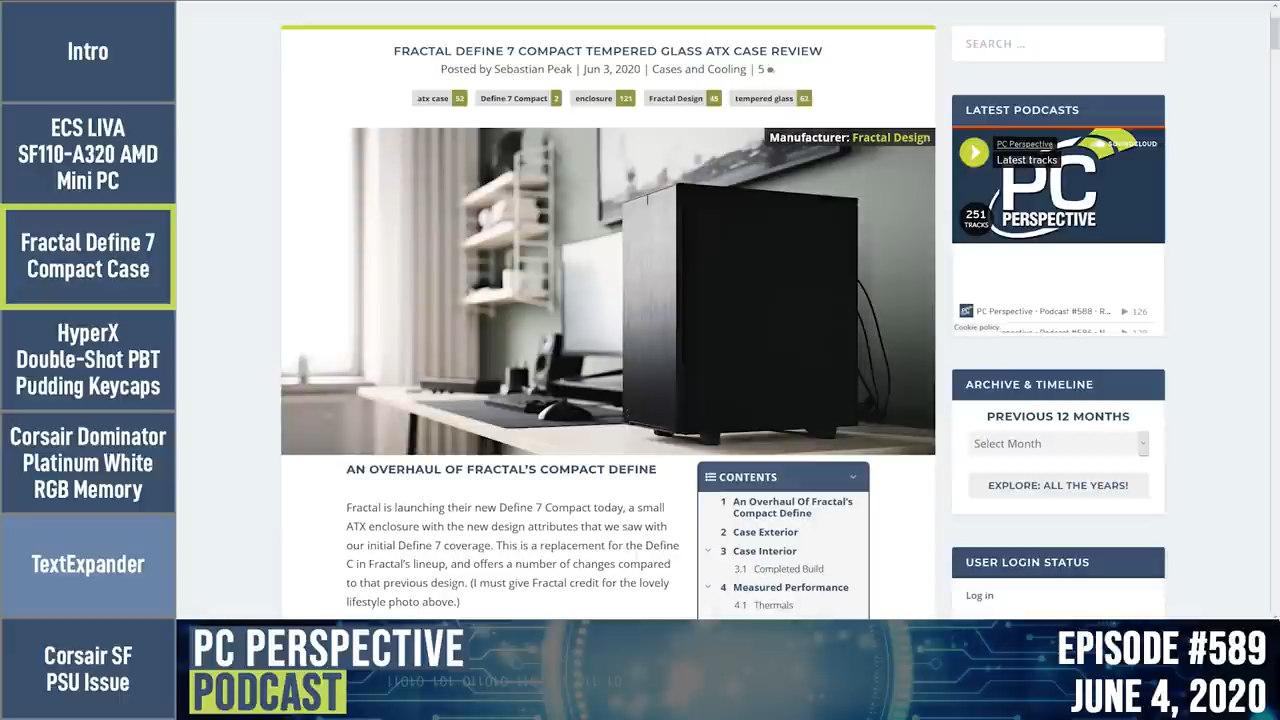 Intro
ECS LIVA
SF110-A320 AMD
Mini PC
Fractal Define 7
Compact Case
HyperX
Double-Shot PBT
Pudding Keycaps
Corsair Dominator
Platinum White
RGB Memory
TextExpander
Corsair SF
PSU Issue
FRACTAL DEFINE 7 COMPACT TEMPERED GLASS ATX CASE REVIEW
Posted by Sebastian Peak | Jun 3, 2020 | Cases and Cooling | 5
atx case 52 Define 7 Compact 2 enclosure 121 Fractal Design 45 tempered glass 62
Manufacturer: Fractal Design
AN OVERHAUL OF FRACTAL'S COMPACT DEFINE
Fractal is launching their new Define 7 Compact today, a small
ATX enclosure with the new design attributes that we saw with
our initial Define 7 coverage. This is a replacement for the Define
C in Fractal's lineup, and offers a number of changes compared
to that previous design. (I must give Fractal credit for the lovely
lifestyle photo above.)
CONTENTS
1 An Overhaul Of Fractal's
Compact Define
2 Case Exterior
3 Case Interior
3.1 Completed Build
4 Measured Performance
4.1 Thermals
SEARCH ...
LATEST PODCASTS
PC Perspective
SOUNDCLOUD
Latest tracks
PC
PERSPECTIVE
251
TRACKS
PC Perspective · Podcast #588 - R... 126
Cookie policy
ARCHIVE & TIMELINE
PREVIOUS 12 MONTHS
Select Month
EXPLORE: ALL THE YEARS!
USER LOGIN STATUS
Log in
PC PERSPECTIVE
PODCAST
EPISODE #589
JUNE 4, 2020